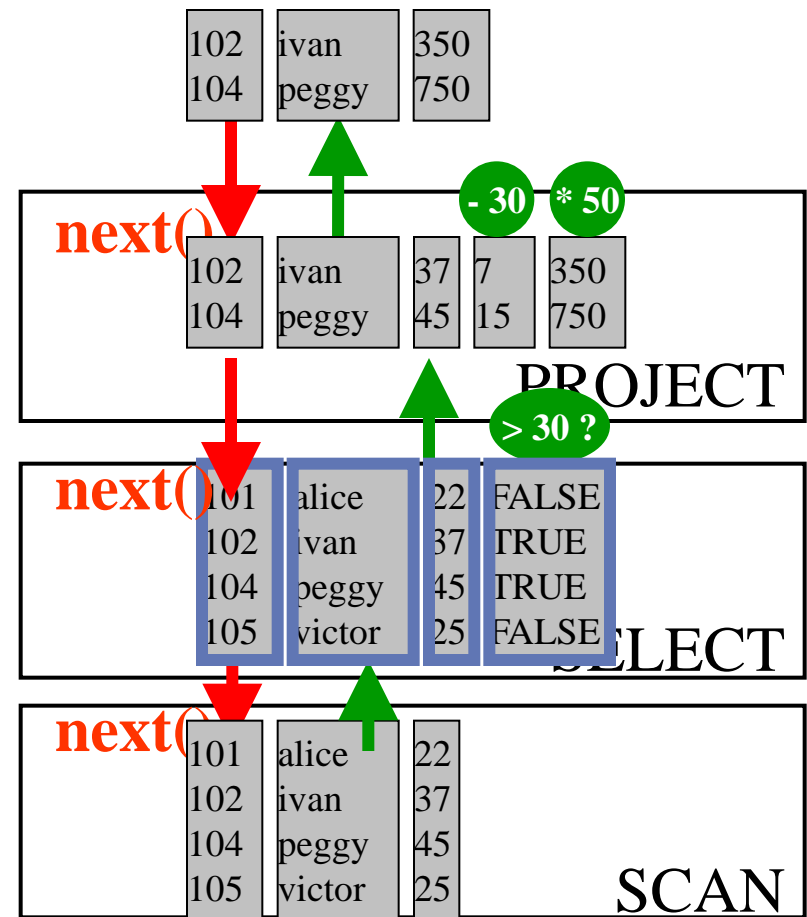 102 ivan 350
104 peggy 750
- 30 * 50
next()
102 ivan 37 7 350
104 peggy 45 15 750
PROJECT
> 30 ?
next()
101 alice 22 FALSE
102 ivan 37 TRUE
104 peggy 45 TRUE
105 victor 25 FALSE
SELECT
next()
101 alice 22
102 ivan 37
104 peggy 45
105 victor 25
SCAN